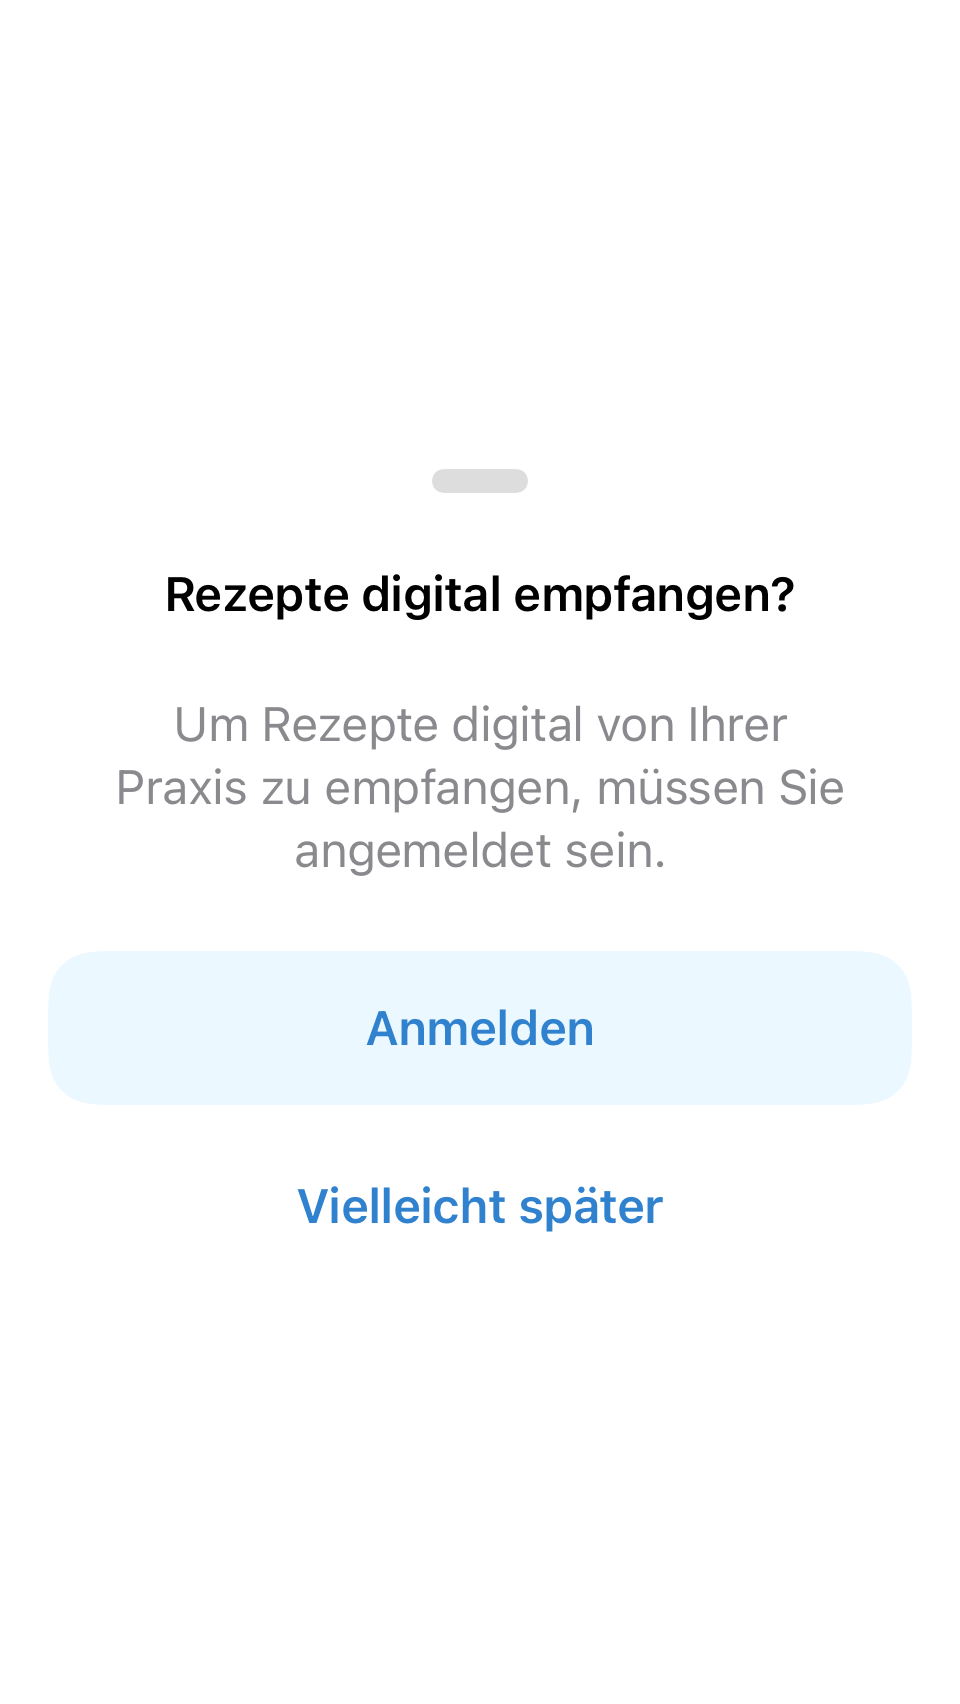 Rezepte digital empfangen?
Um Rezepte digital von Ihrer
Praxis zu empfangen, müssen Sie
angemeldet sein.
Anmelden
Vielleicht später